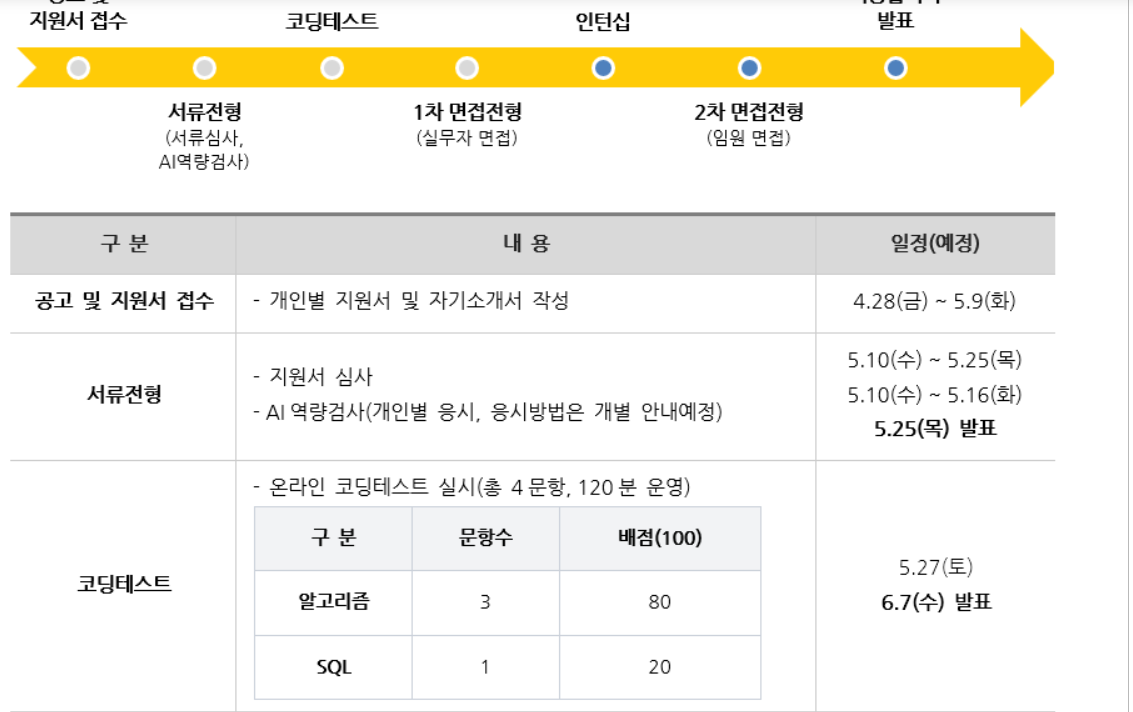 지원서 접수
코딩테스트
인턴십
발표
서류전형
(서류심사,
AI역량검사)
1차 면접전형
(실무자 면접)
2차 면접전형
(임원 면접)
구 분
내 용
일정(예정)
공고 및 지원서 접수
- 개인별 지원서 및 자기소개서 작성
4.28(금) ~ 5.9(화)
서류전형
- 지원서 심사
- AI 역량검사(개인별 응시, 응시방법은 개별 안내예정)
5.10(수) ~ 5.25(목)
5.10(수) ~ 5.16(화)
5.25(목) 발표
코딩테스트
- 온라인 코딩테스트 실시(총 4문항, 120분 운영)
구 분 문항수 배점(100)
알고리즘 3 80
SQL 1 20
5.27(토)
6.7(수) 발표